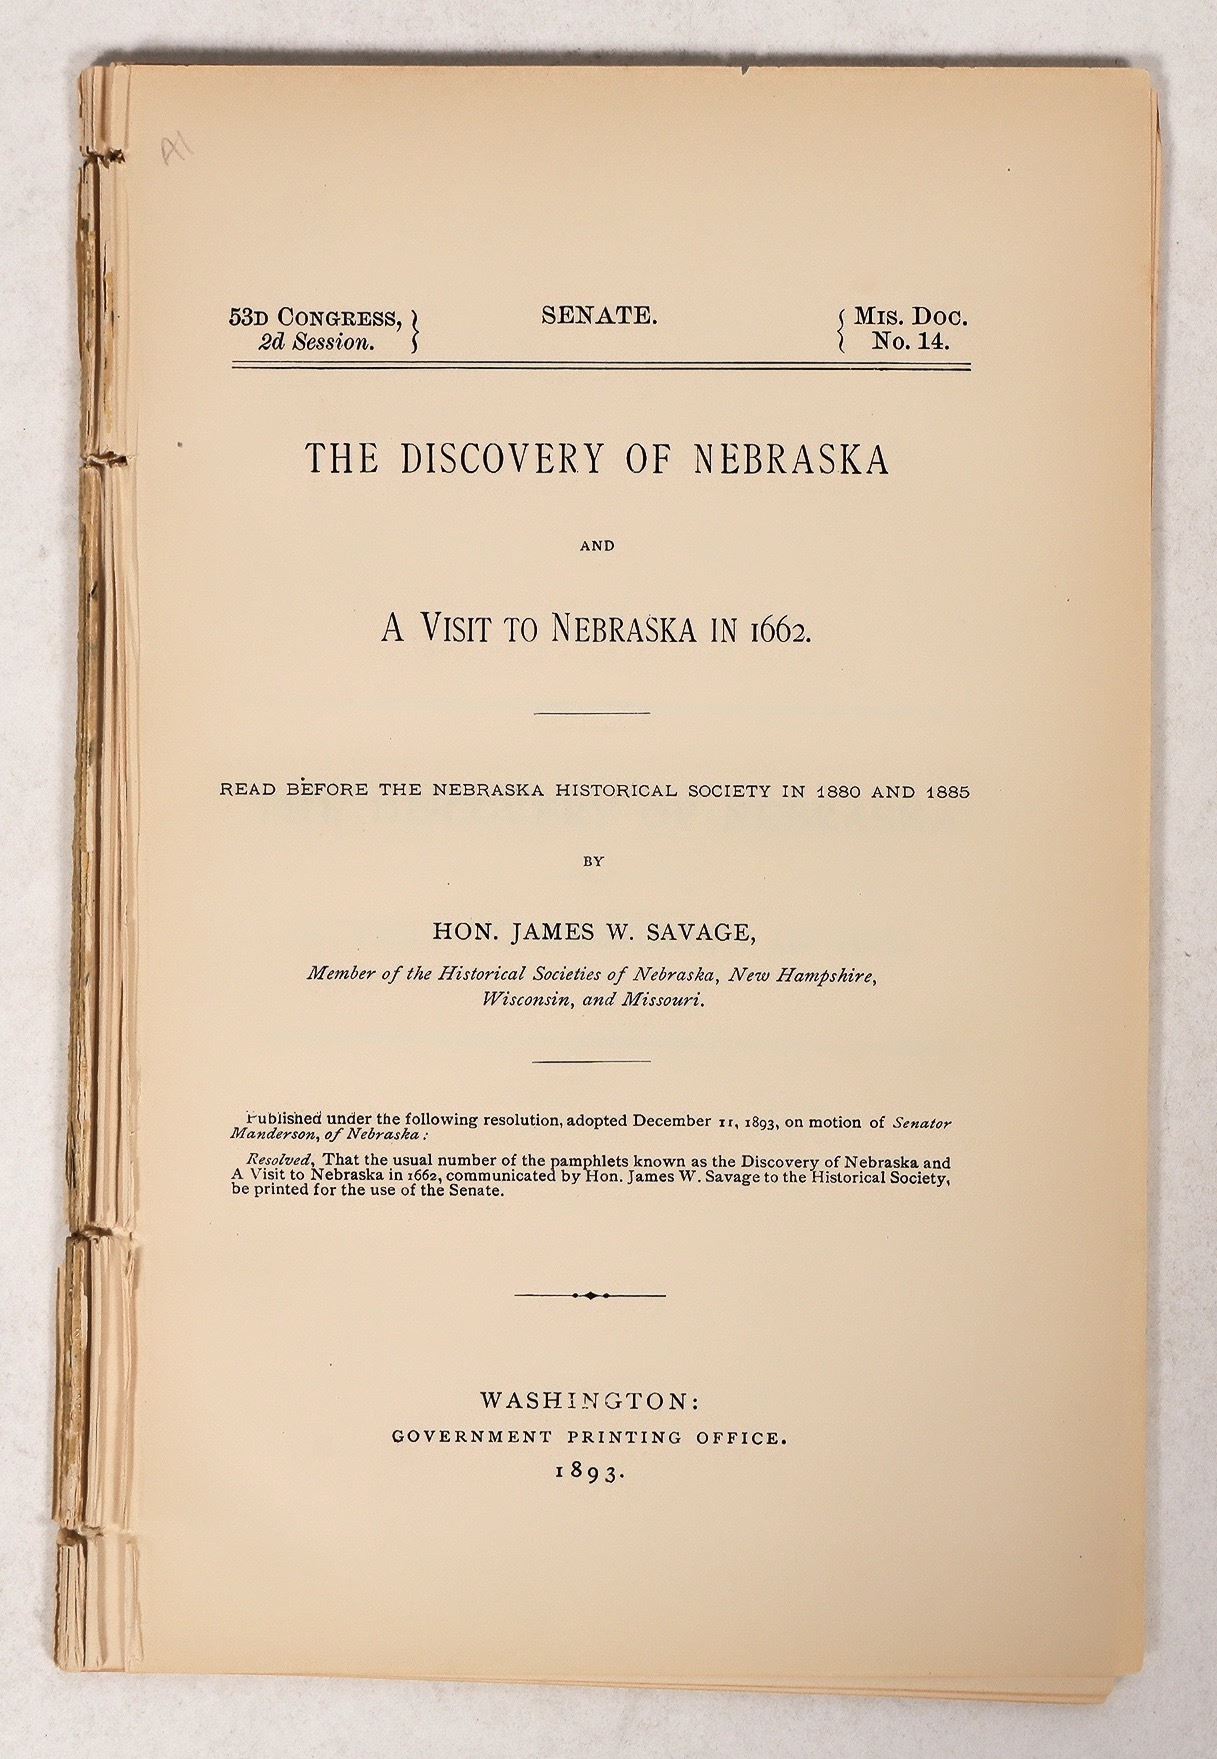 A1
53D CONGRESS, } SENATE. { MIS. DOC.
2d Session. } { No. 14.
THE DISCOVERY OF NEBRASKA
AND
A VISIT TO NEBRASKA IN 1662.
READ BEFORE THE NEBRASKA HISTORICAL SOCIETY IN 1880 AND 1885
BY
HON. JAMES W. SAVAGE,
Member of the Historical Societies of Nebraska, New Hampshire,
Wisconsin, and Missouri.
Published under the following resolution, adopted December 11, 1893, on motion of Senator
Manderson, of Nebraska:
Resolved, That the usual number of the pamphlets known as the Discovery of Nebraska and
A Visit to Nebraska in 1662, communicated by Hon. James W. Savage to the Historical Society,
be printed for the use of the Senate.
WASHINGTON:
GOVERNMENT PRINTING OFFICE.
1893.